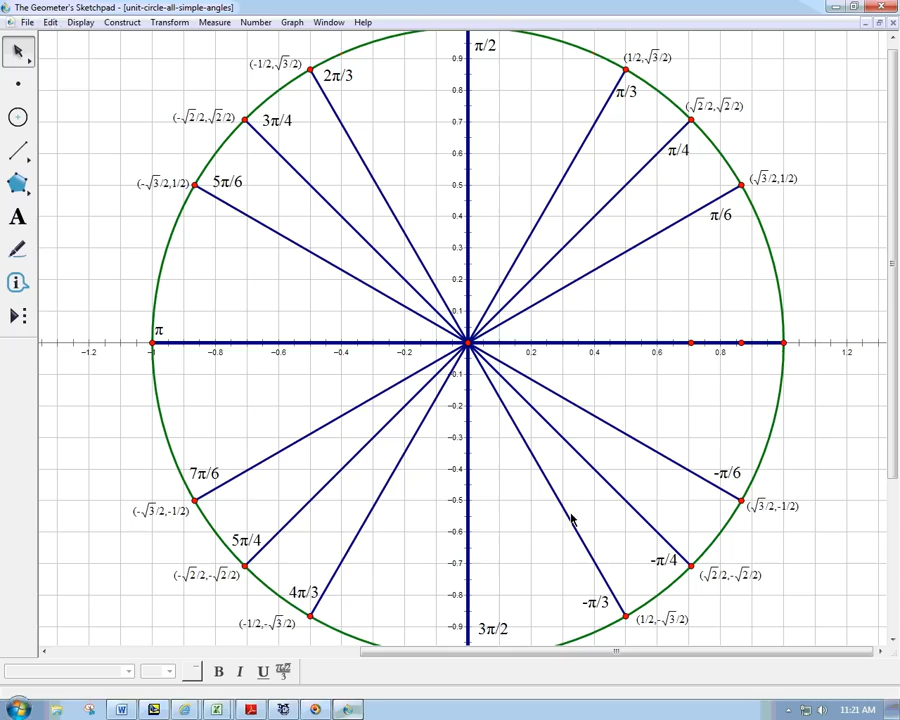 The Geometer's Sketchpad - [unit-circle-all-simple-angles]
File Edit Display Construct Transform Measure Number Graph Window Help
π/2
(-1/2,√3/2)
2π/3
(1/2,√3/2)
π/3
(-√2/2,√2/2)
3π/4
(√2/2,√2/2)
π/4
(-√3/2,1/2)
5π/6
(√3/2,1/2)
π/6
0.9
0.8
0.7
0.6
0.5
0.4
0.3
0.2
0.1
π
-1.2 -1 -0.8 -0.6 -0.4 -0.2 0.2 0.4 0.6 0.8 1.2
-0.1
-0.2
-0.3
-0.4
-0.5
-0.6
-0.7
-0.8
-0.9
7π/6
(-√3/2,-1/2)
-π/6
(√3/2,-1/2)
5π/4
(-√2/2,-√2/2)
-π/4
(√2/2,-√2/2)
4π/3
(-1/2,-√3/2)
-π/3
(1/2,-√3/2)
3π/2
A
B I U
11:21 AM